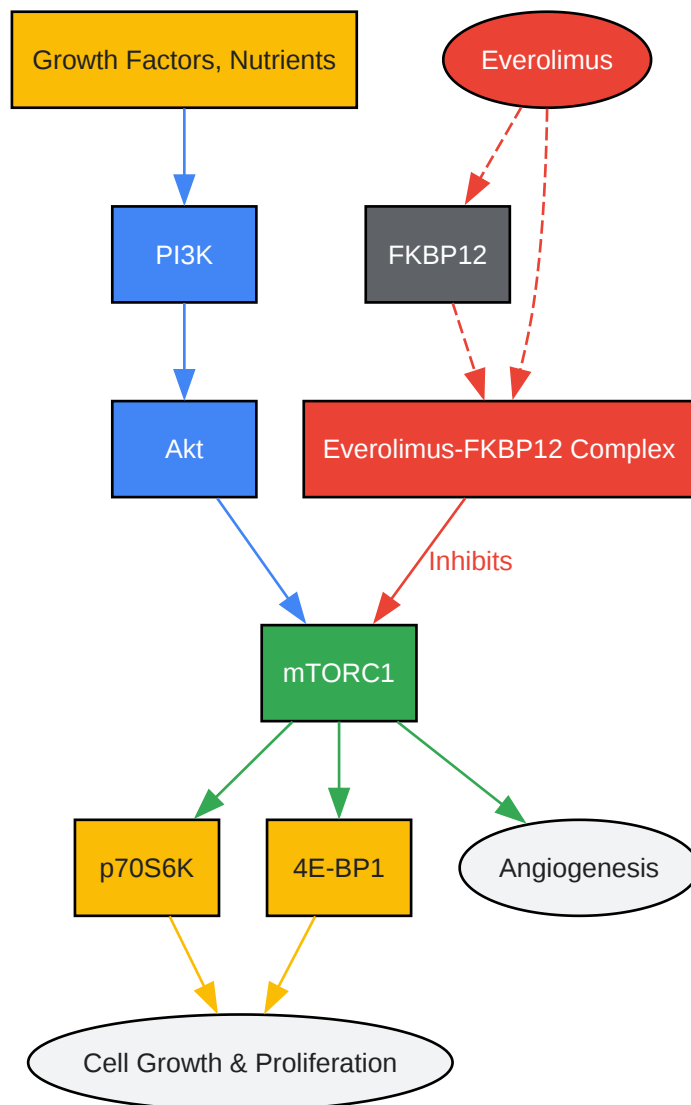 Growth Factors, Nutrients
Everolimus
PI3K
FKBP12
Akt
Everolimus-FKBP12 Complex
Inhibits
mTORC1
p70S6K
4E-BP1
Angiogenesis
Cell Growth & Proliferation